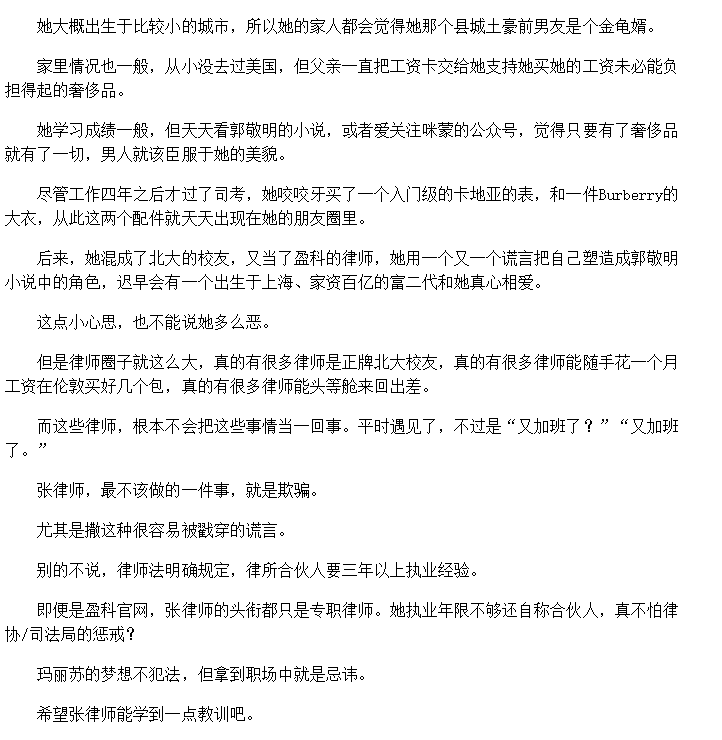 她大概出生于比较小的城市，所以她的家人都会觉得她那个县城土豪前男友是个金龟婿。
家里情况也一般，从小没去过美国，但父亲一直把工资卡交给她支持她买她的工资未必能负
担得起的奢侈品。
她学习成绩一般，但天天看郭敬明的小说，或者爱关注咪蒙的公众号，觉得只要有了奢侈品
就有了一切，男人就该臣服于她的美貌。
尽管工作四年之后才过了司考，她咬咬牙买了一个入门级的卡地亚的表，和一件Burberry的
大衣，从此这两个配件就天天出现在她的朋友圈里。
后来，她混成了北大的校友，又当了盈科的律师，她用一个又一个谎言把自己塑造成郭敬明
小说中的角色，迟早会有一个出生于上海、家资百亿的富二代和她真心相爱。
这点小心思，也不能说她多么恶。
但是律师圈子就这么大，真的有很多律师是正牌北大校友，真的有很多律师能随手花一个月
工资在伦敦买好几个包，真的有很多律师能头等舱来回出差。
而这些律师，根本不会把这些事情当一回事。平时遇见了，不过是“又加班了？”“又加班
了。”
张律师，最不该做的一件事，就是欺骗。
尤其是撒这种很容易被戳穿的谎言。
别的不说，律师法明确规定，律所合伙人要三年以上执业经验。
即便是盈科官网，张律师的头衔都只是专职律师。她执业年限不够还自称合伙人，真不怕律
协/司法局的惩戒？
玛丽苏的梦想不犯法，但拿到职场中就是忌讳。
希望张律师能学到一点教训吧。